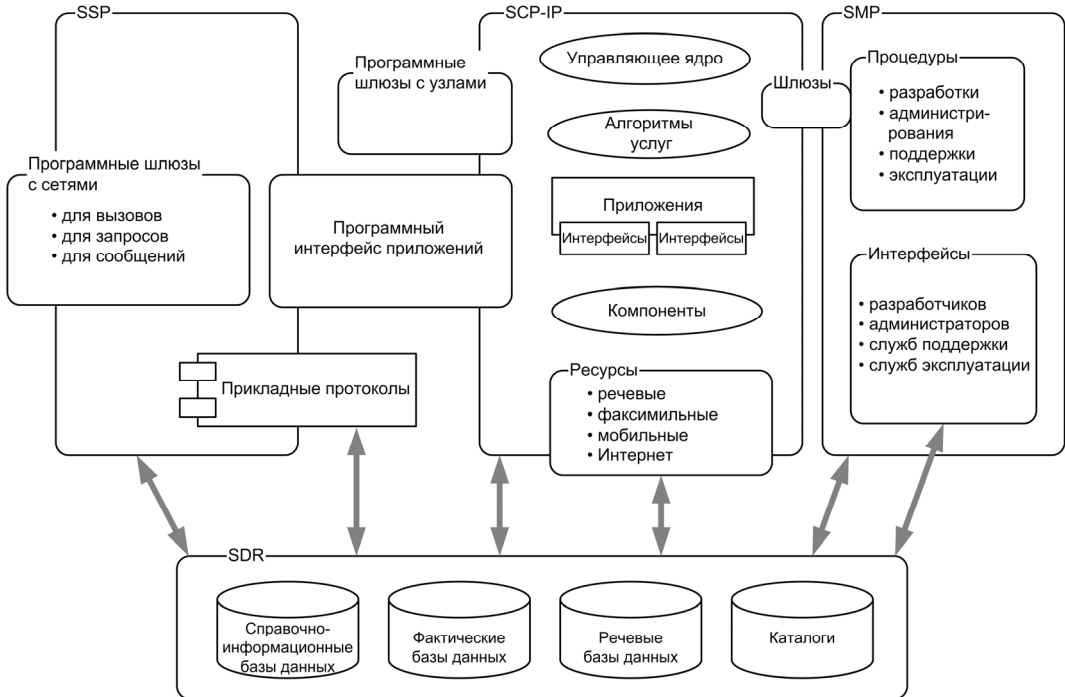 SSP
Программные шлюзы
с сетями
• для вызовов
• для запросов
• для сообщений
Программные
шлюзы с узлами
Программный
интерфейс приложений
Прикладные протоколы
SCP-IP
Управляющее ядро
Алгоритмы
услуг
Приложения
Интерфейсы
Интерфейсы
Компоненты
Ресурсы
• речевые
• факсимильные
• мобильные
• Интернет
Шлюзы
SMP
Процедуры
• разработки
• администри-
рования
• поддержки
• эксплуатации
Интерфейсы
• разработчиков
• администраторов
• служб поддержки
• служб эксплуатации
SDR
Справочно-
информационные
базы данных
Фактические
базы данных
Речевые
базы данных
Каталоги